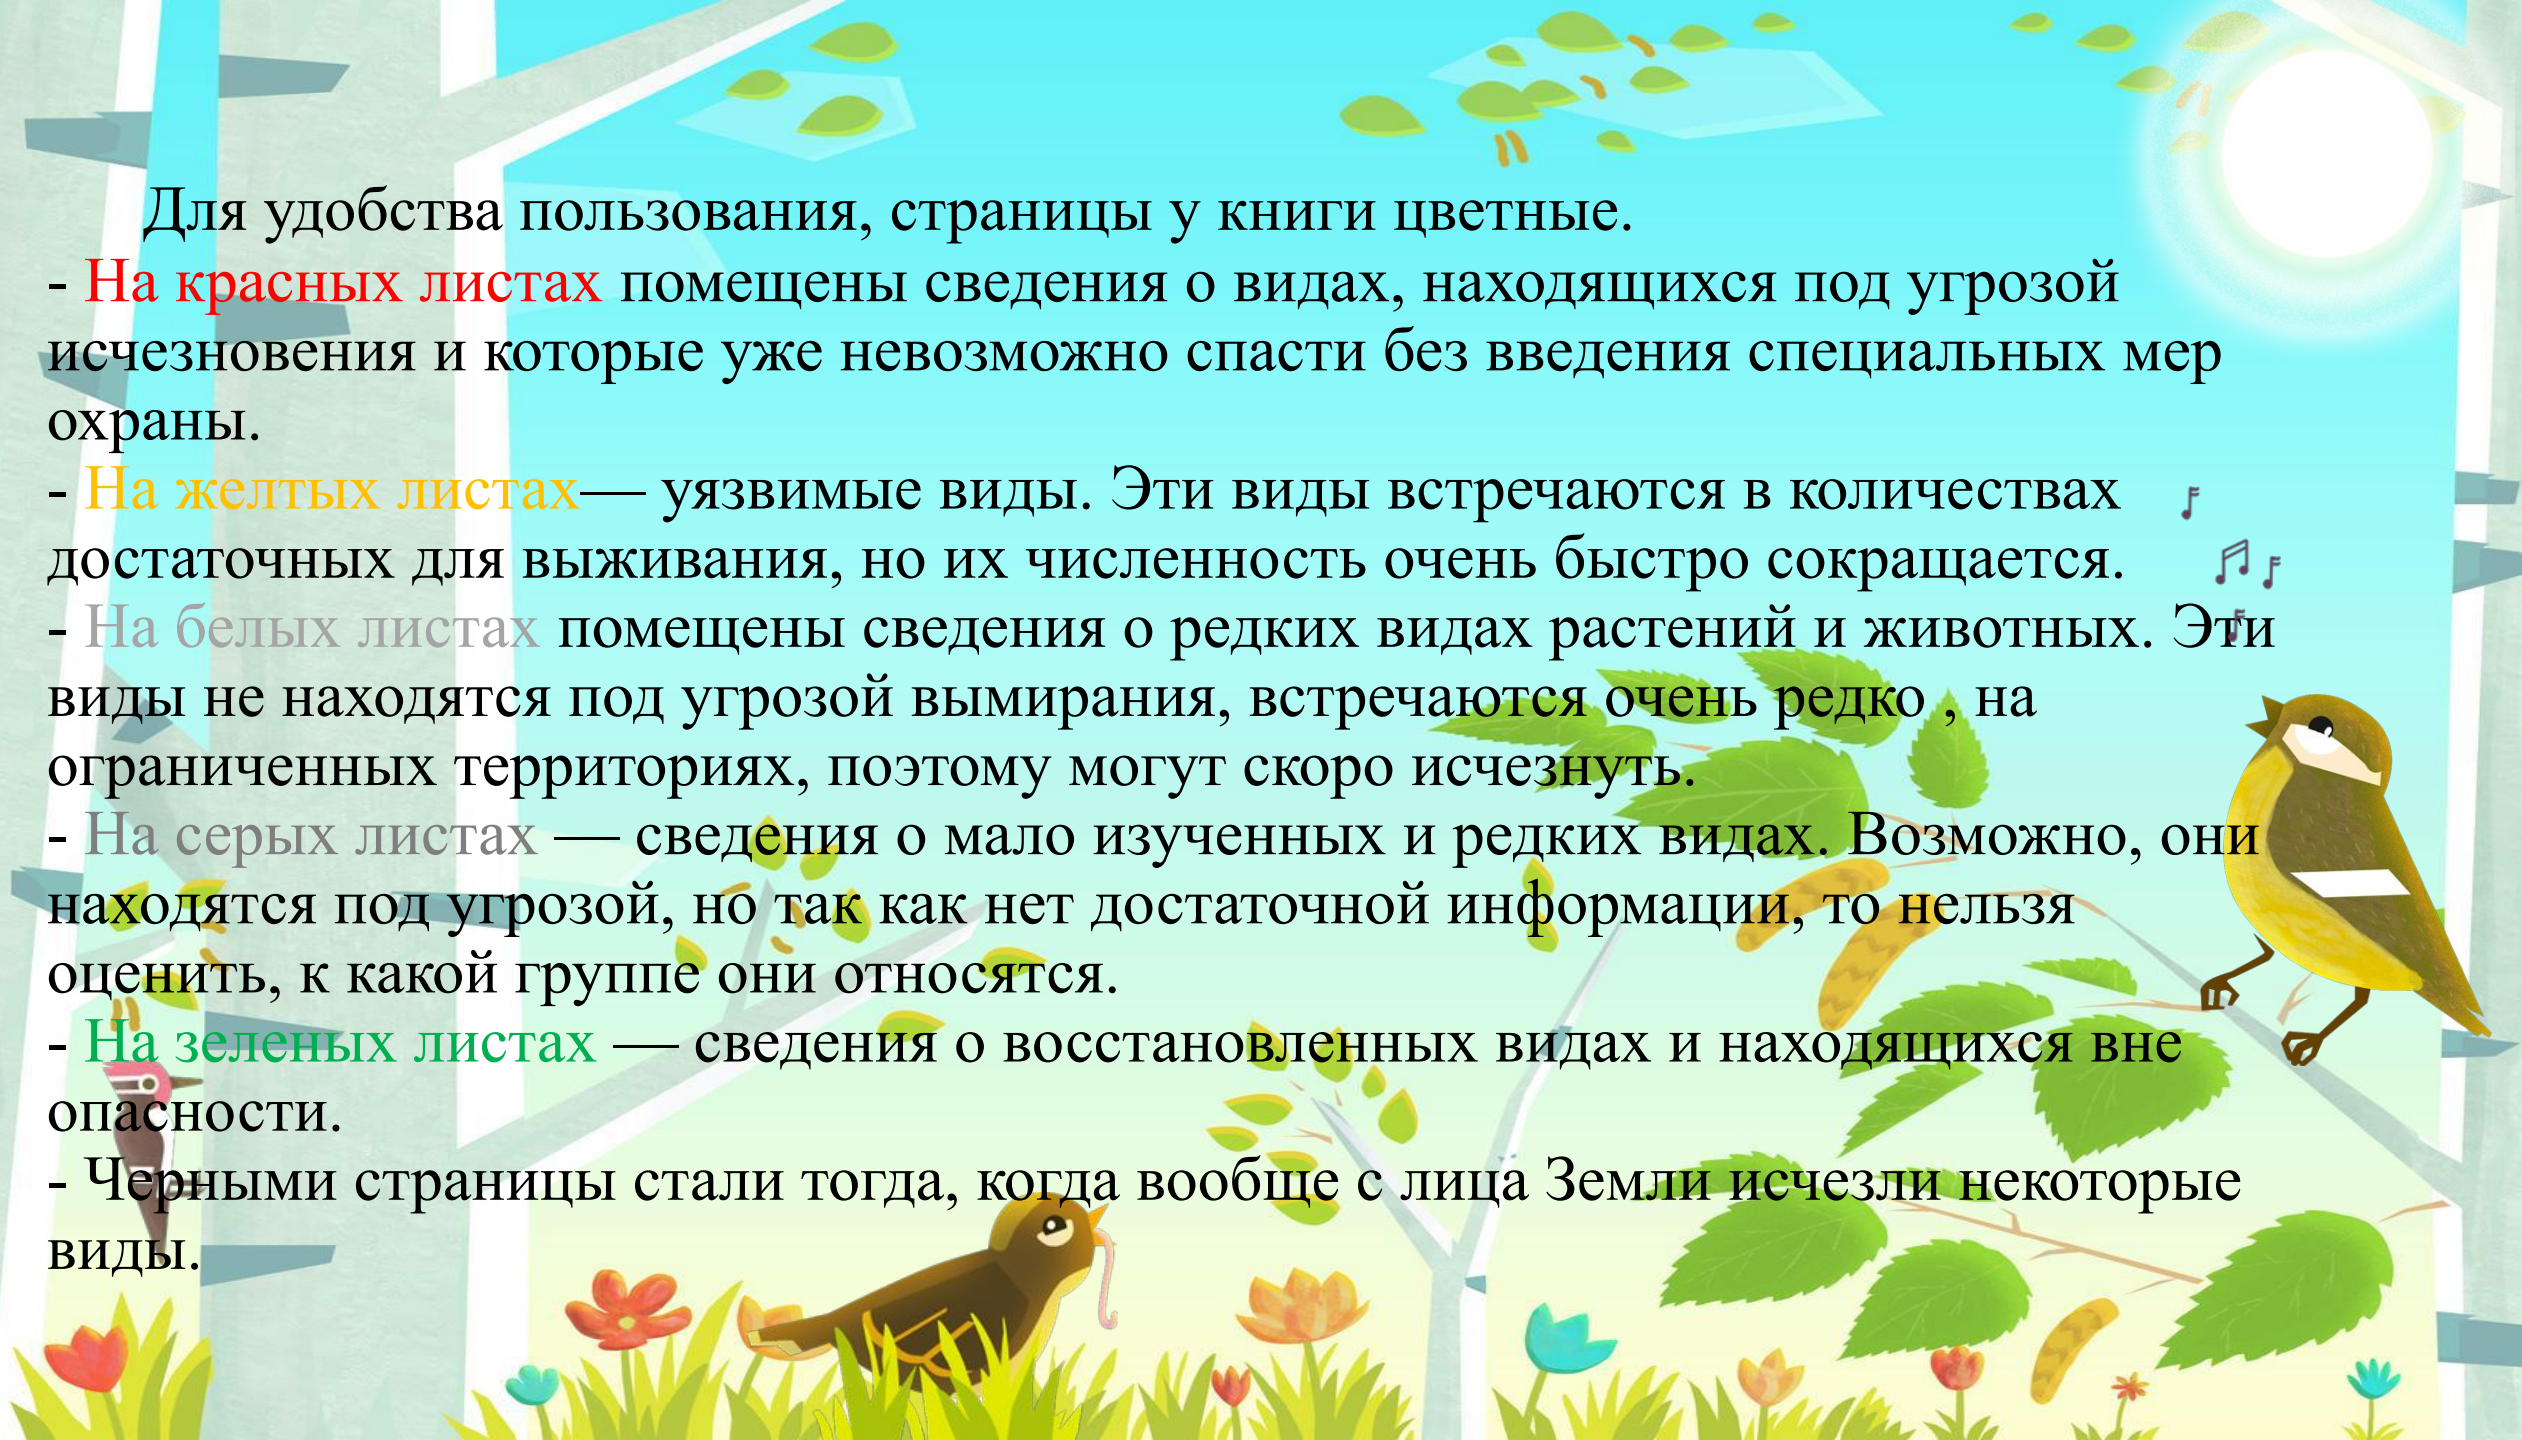 Для удобства пользования, страницы у книги цветные.
- На красных листах помещены сведения о видах, находящихся под угрозой
исчезновения и которые уже невозможно спасти без введения специальных мер
охраны.
- На желтых листах— уязвимые виды. Эти виды встречаются в количествах
достаточных для выживания, но их численность очень быстро сокращается.
- На белых листах помещены сведения о редких видах растений и животных. Эти
виды не находятся под угрозой вымирания, встречаются очень редко , на
ограниченных территориях, поэтому могут скоро исчезнуть.
- На серых листах — сведения о мало изученных и редких видах. Возможно, они
находятся под угрозой, но так как нет достаточной информации, то нельзя
оценить, к какой группе они относятся.
- На зеленых листах — сведения о восстановленных видах и находящихся вне
опасности.
- Черными страницы стали тогда, когда вообще с лица Земли исчезли некоторые
виды.